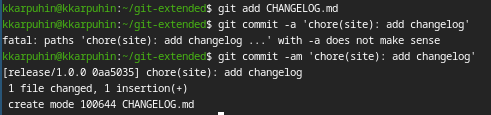 kkarpuhin@kkarpuhin:~/git-extended$ git add CHANGELOG.md
kkarpuhin@kkarpuhin:~/git-extended$ git commit -a 'chore(site): add changelog'
fatal: paths 'chore(site): add changelog ...' with -a does not make sense
kkarpuhin@kkarpuhin:~/git-extended$ git commit -am 'chore(site): add changelog'
[release/1.0.0 0aa5035] chore(site): add changelog
 1 file changed, 1 insertion(+)
 create mode 100644 CHANGELOG.md